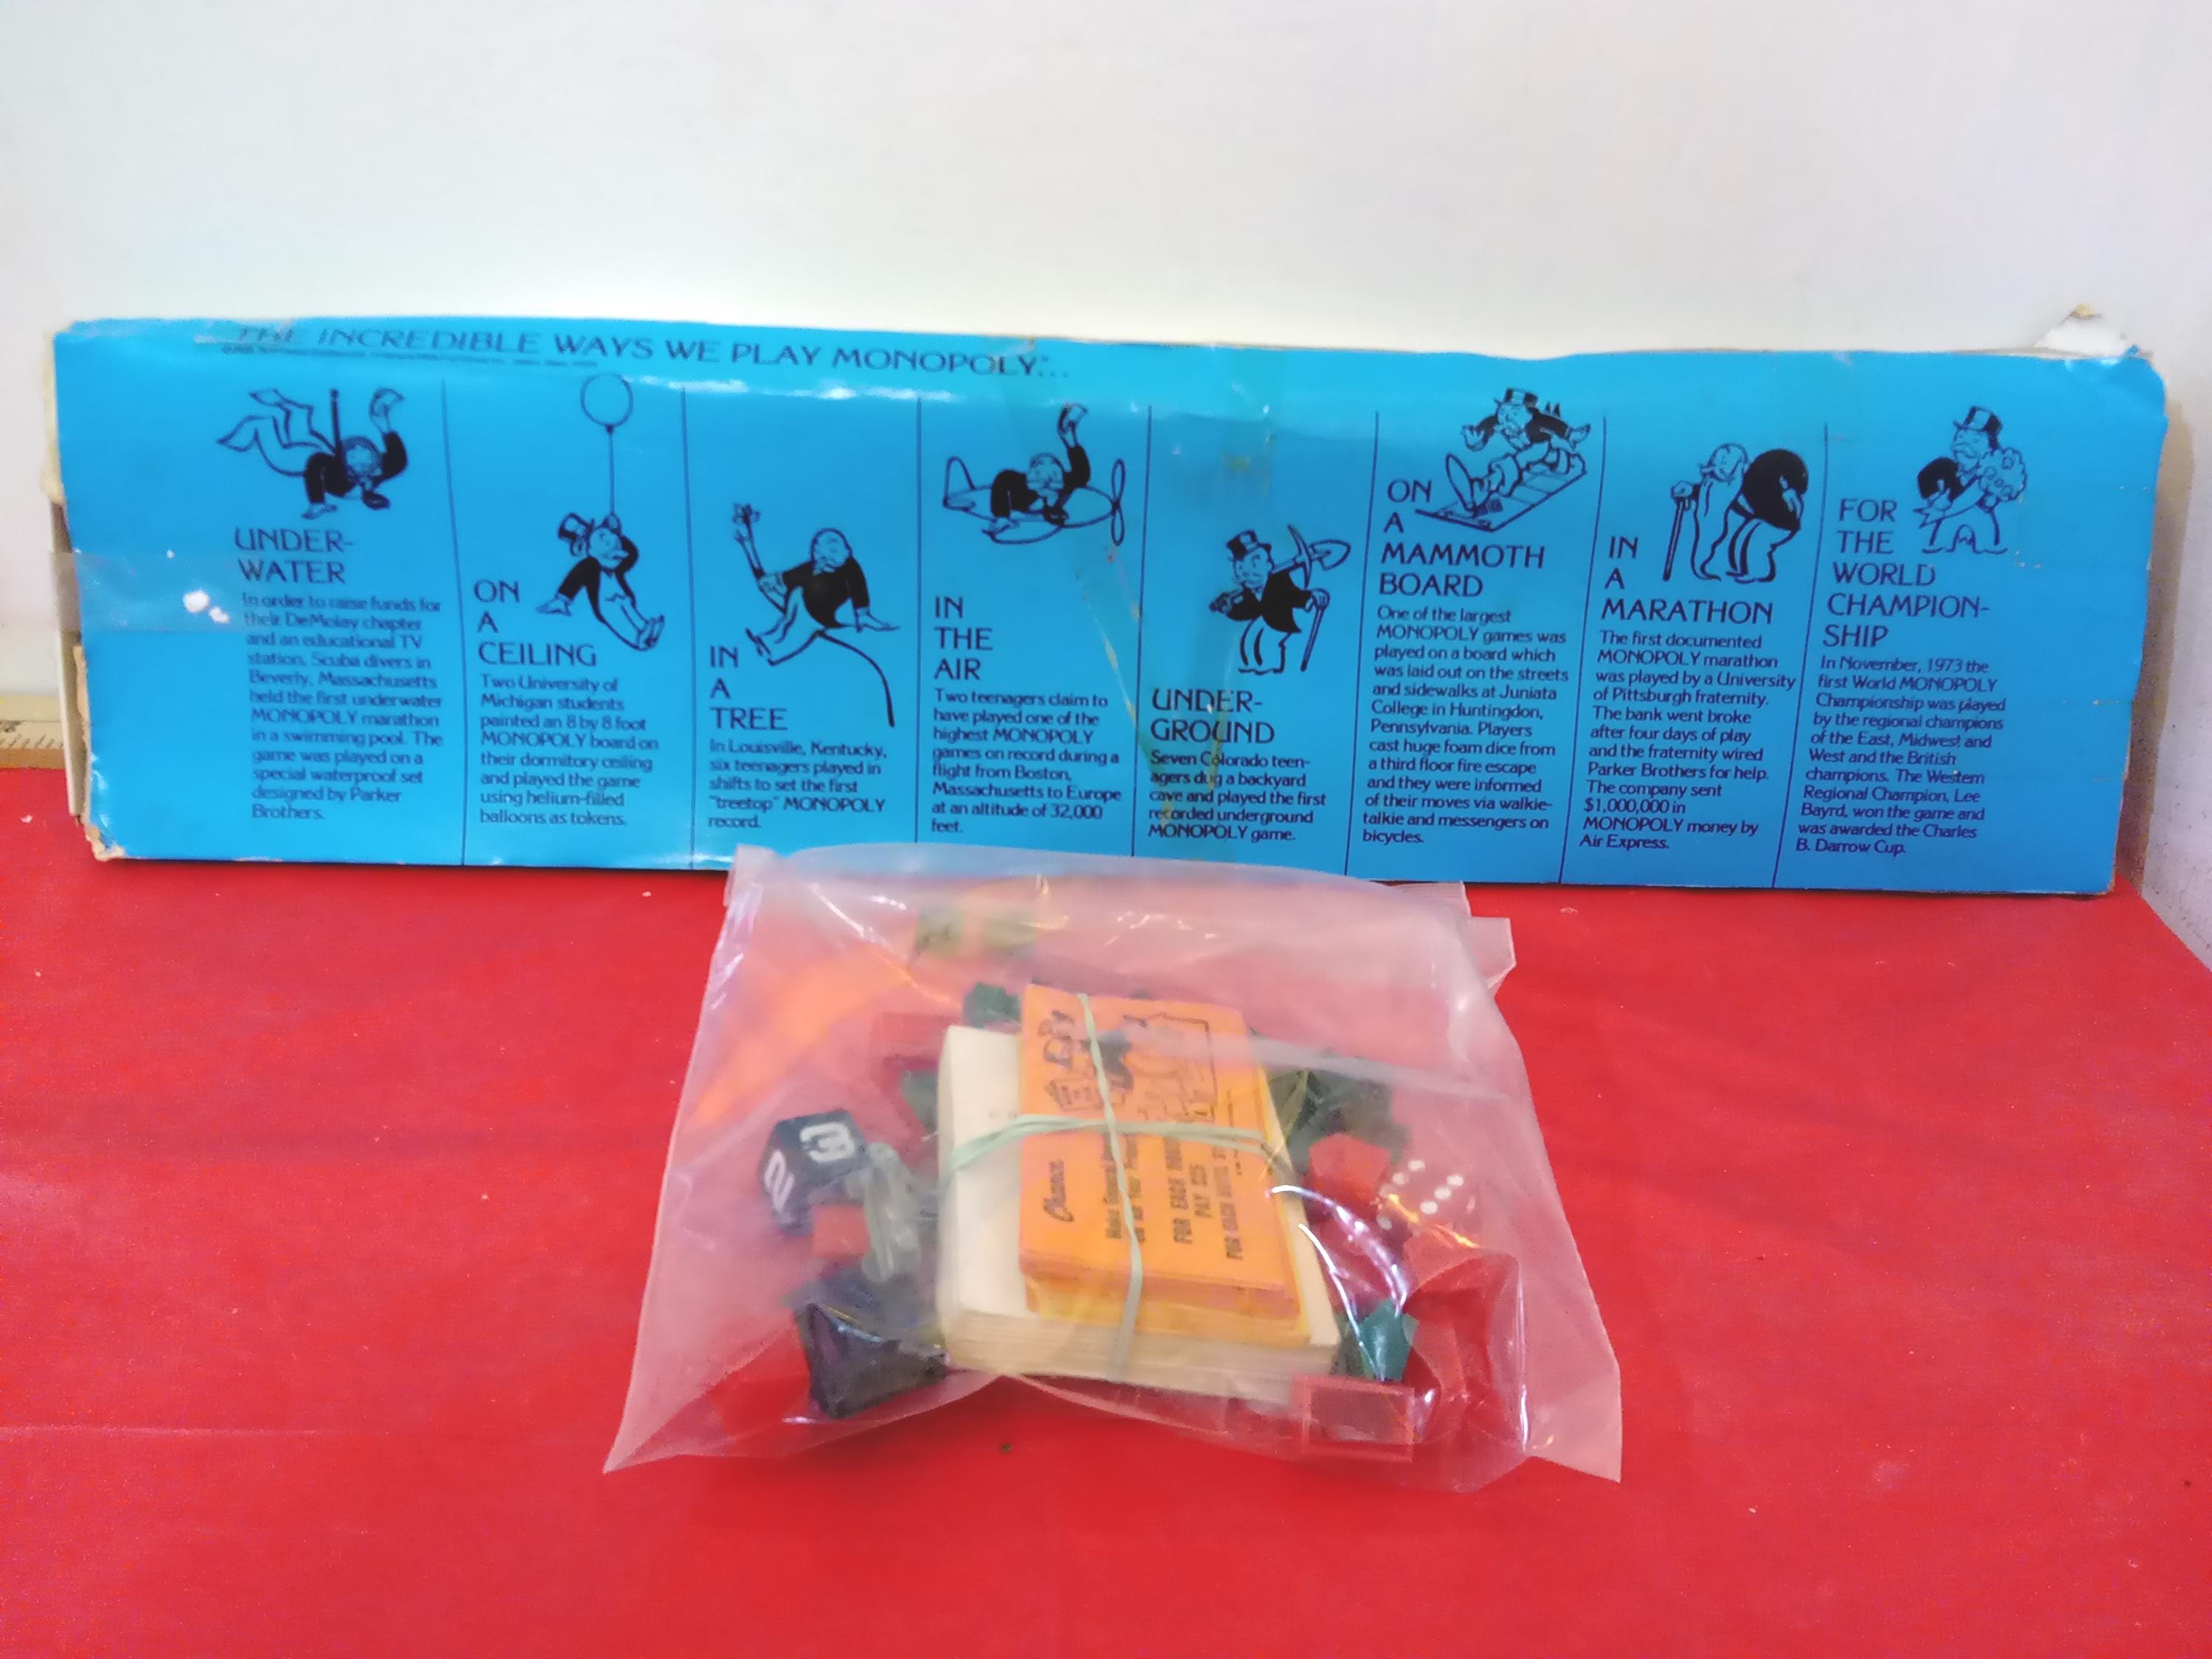 THE INCREDIBLE WAYS WE PLAY MONOPOLY:...
UNDER-
WATER
In order to raise funds for
their DeMolay chapter
and an educational TV
station, Scuba divers in
Beverly, Massachusetts
held the first underwater
MONOPOLY marathon
in a swimming pool. The
game was played on a
special waterproof set
designed by Parker
Brothers.
ON
A
CEILING
Two University of
Michigan students
painted an 8 by 8 foot
MONOPOLY board on
their dormitory ceiling
and played the game
using helium-filled
balloons as tokens.
IN
A
TREE
In Louisville, Kentucky,
six teenagers played in
shifts to set the first
"treetop" MONOPOLY
record.
IN
THE
AIR
Two teenagers claim to
have played one of the
highest MONOPOLY
games on record during a
flight from Boston,
Massachusetts to Europe
at an altitude of 32,000
feet.
UNDER-
GROUND
Seven Colorado teen-
agers dug a backyard
cave and played the first
recorded underground
MONOPOLY game.
ON
A
MAMMOTH
BOARD
One of the largest
MONOPOLY games was
played on a board which
was laid out on the streets
and sidewalks at Juniata
College in Huntingdon,
Pennsylvania. Players
cast huge foam dice from
a third floor fire escape
and they were informed
of their moves via walkie-
talkie and messengers on
bicycles.
IN
A
MARATHON
The first documented
MONOPOLY marathon
was played by a University
of Pittsburgh fraternity.
The bank went broke
after four days of play
and the fraternity wired
Parker Brothers for help.
The company sent
$1,000,000 in
MONOPOLY money by
Air Express.
FOR
THE
WORLD
CHAMPION-
SHIP
In November, 1973 the
first World MONOPOLY
Championship was played
by the regional champions
of the East, Midwest and
West and the British
champions. The Western
Regional Champion, Lee
Bayrd, won the game and
was awarded the Charles
B. Darrow Cup.
Chance
Make General
Your
FOR EACH
PAY $25
FOR EACH
3
2